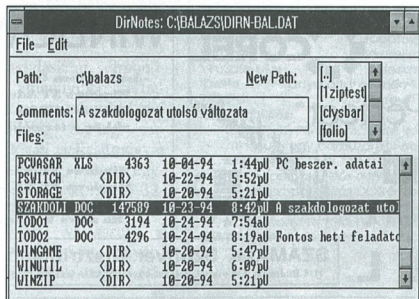 DirNotes: C:\BALAZS\DIRN-BAL.DAT
File Edit
Path: c:\balazs New Path:
[..]
[1ziptest]
[clysbar]
[folio]
Comments: A szakdologozat utolsó változata
Files:
PCVASAR XLS 4363 10-04-94 1:44pU PC beszer. adatai
PSWITCH <DIR> 10-22-94 5:52pU
STORAGE <DIR> 10-20-94 5:21pU
SZAKDOLI DOC 147589 10-23-94 8:42pU A szakdologozat uto
TODO1 DOC 3194 10-24-94 7:54aU
TODO2 DOC 4296 10-24-94 8:19aU Fontos heti feladato
WINGAME <DIR> 10-20-94 5:47pU
WINUTIL <DIR> 10-20-94 6:09pU
WINZIP <DIR> 10-20-94 5:21pU